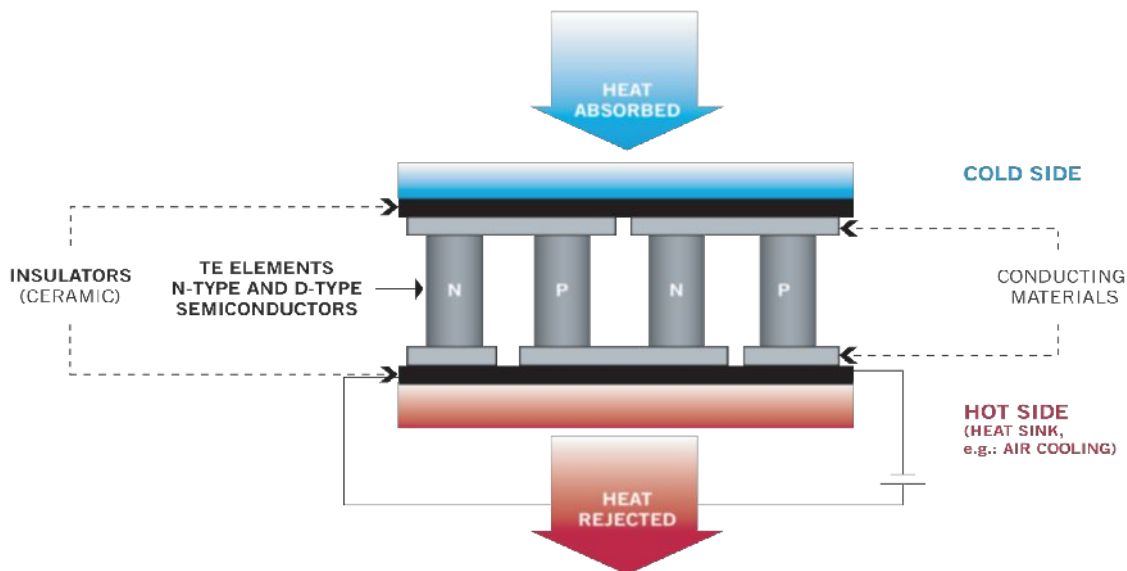 HEAT
ABSORBED
COLD SIDE
INSULATORS
(CERAMIC)
TE ELEMENTS
N-TYPE AND D-TYPE
SEMICONDUCTORS
N
P
N
P
CONDUCTING
MATERIALS
HOT SIDE
(HEAT SINK,
e.g.: AIR COOLING)
HEAT
REJECTED